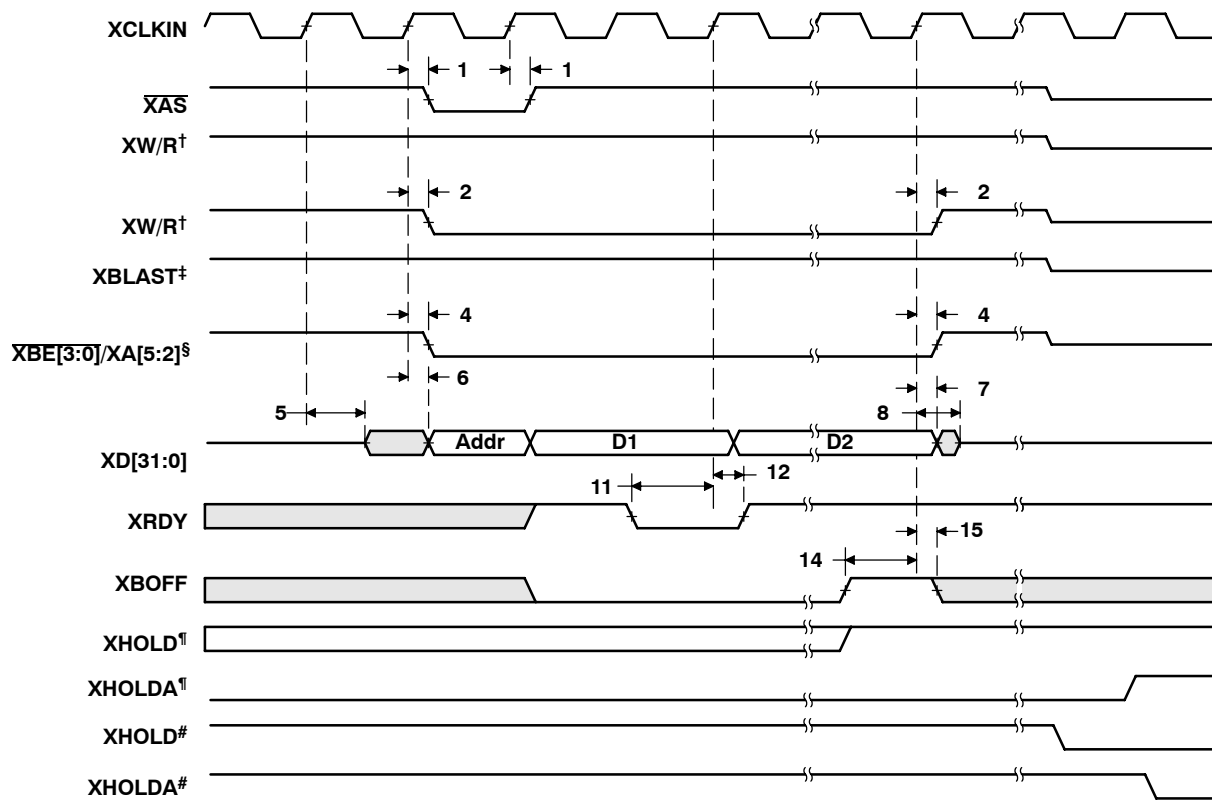 XCLKIN
1 1
XAS
XW/R†
2 2
XW/R†
XBLAST‡
4 4
XBE[3:0]/XA[5:2]§
6 7
5 8
XD[31:0] Addr D1 D2
11 12
XRDY
15
14
XBOFF
XHOLD¶
XHOLDA¶
XHOLD#
XHOLDA#